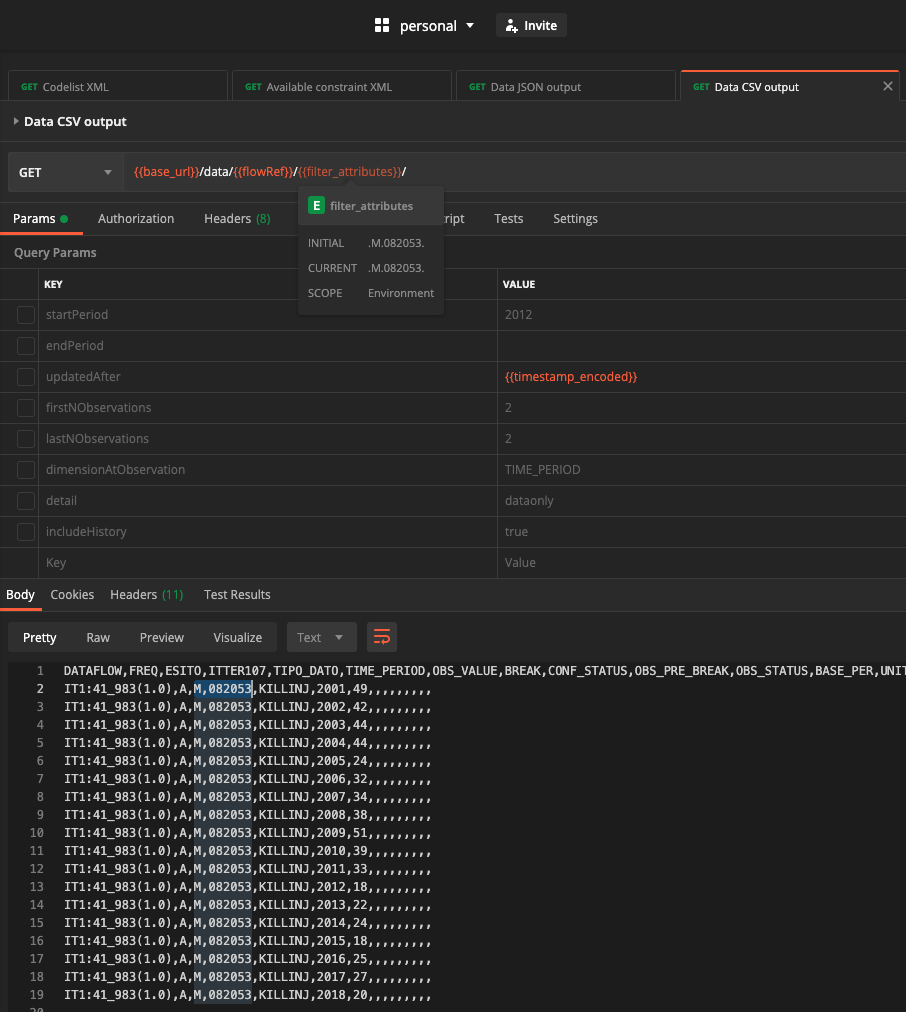 personal Invite
GET Codelist XML GET Available constraint XML GET Data JSON output GET Data CSV output
Data CSV output
GET {{base_url}}/data/{{flowRef}}/{{filter_attributes}}/
E filter_attributes
Params Authorization Headers (8) ript Tests Settings
INITIAL .M.082053.
CURRENT .M.082053.
SCOPE Environment
Query Params
KEY VALUE
startPeriod 2012
endPeriod
updatedAfter {{timestamp_encoded}}
firstNObservations 2
lastNObservations 2
dimensionAtObservation TIME_PERIOD
detail dataonly
includeHistory true
Key Value
Body Cookies Headers (11) Test Results
Pretty Raw Preview Visualize Text
1 DATAFLOW,FREQ,ESITO,ITTER107,TIPO_DATO,TIME_PERIOD,OBS_VALUE,BREAK,CONF_STATUS,OBS_PRE_BREAK,OBS_STATUS,BASE_PER,UNIT
2 IT1:41_983(1.0),A,M,082053,KILLINJ,2001,49,,,,,,,,,
3 IT1:41_983(1.0),A,M,082053,KILLINJ,2002,42,,,,,,,,,
4 IT1:41_983(1.0),A,M,082053,KILLINJ,2003,44,,,,,,,,,
5 IT1:41_983(1.0),A,M,082053,KILLINJ,2004,44,,,,,,,,,
6 IT1:41_983(1.0),A,M,082053,KILLINJ,2005,24,,,,,,,,,
7 IT1:41_983(1.0),A,M,082053,KILLINJ,2006,32,,,,,,,,,
8 IT1:41_983(1.0),A,M,082053,KILLINJ,2007,34,,,,,,,,,
9 IT1:41_983(1.0),A,M,082053,KILLINJ,2008,38,,,,,,,,,
10 IT1:41_983(1.0),A,M,082053,KILLINJ,2009,51,,,,,,,,,
11 IT1:41_983(1.0),A,M,082053,KILLINJ,2010,39,,,,,,,,,
12 IT1:41_983(1.0),A,M,082053,KILLINJ,2011,33,,,,,,,,,
13 IT1:41_983(1.0),A,M,082053,KILLINJ,2012,18,,,,,,,,,
14 IT1:41_983(1.0),A,M,082053,KILLINJ,2013,22,,,,,,,,,
15 IT1:41_983(1.0),A,M,082053,KILLINJ,2014,24,,,,,,,,,
16 IT1:41_983(1.0),A,M,082053,KILLINJ,2015,18,,,,,,,,,
17 IT1:41_983(1.0),A,M,082053,KILLINJ,2016,25,,,,,,,,,
18 IT1:41_983(1.0),A,M,082053,KILLINJ,2017,27,,,,,,,,,
19 IT1:41_983(1.0),A,M,082053,KILLINJ,2018,20,,,,,,,,,